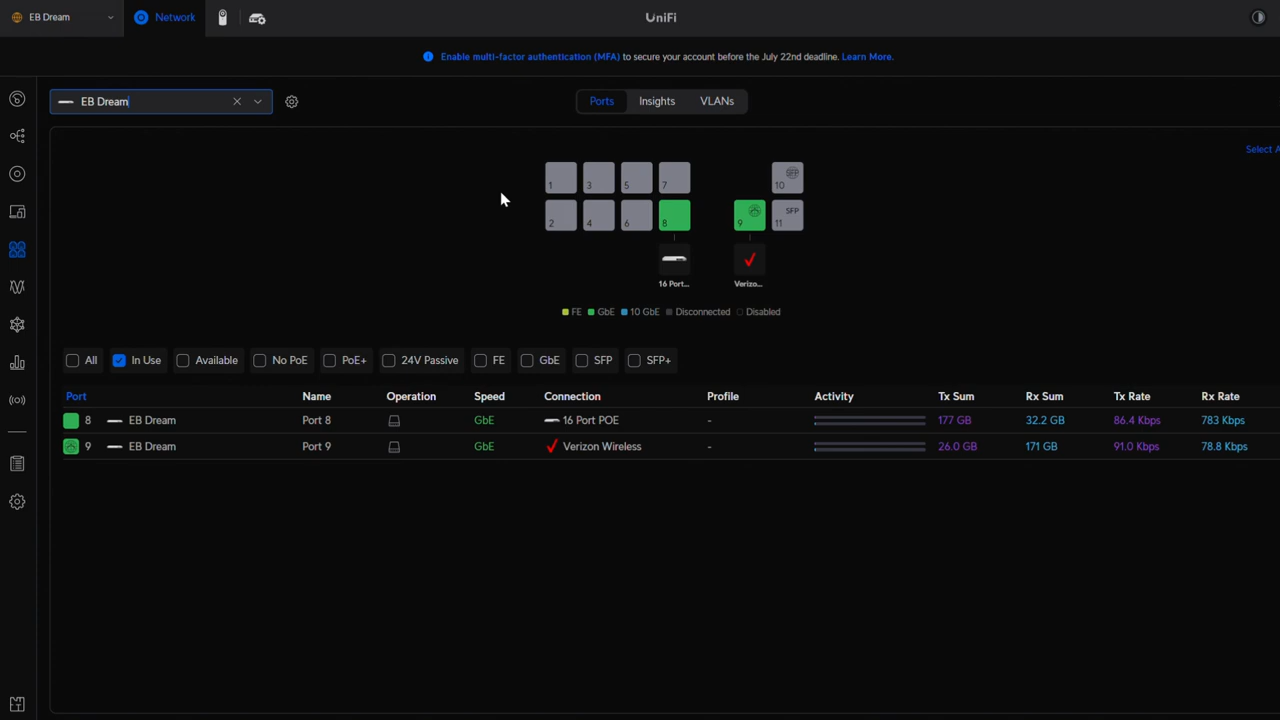 EB Dream
Network
UniFi
Enable multi-factor authentication (MFA) to secure your account before the July 22nd deadline. Learn More.
EB Dream
Ports Insights VLANs
Select A
1 3 5 7 10 SFP
2 4 6 8 9 11 SFP
16 Port... Verizo...
FE GbE 10 GbE Disconnected Disabled
All In Use Available No PoE PoE+ 24V Passive FE GbE SFP SFP+
Port Name Operation Speed Connection Profile Activity Tx Sum Rx Sum Tx Rate Rx Rate
8 EB Dream Port 8 GbE 16 Port POE - 177 GB 32.2 GB 86.4 Kbps 783 Kbps
9 EB Dream Port 9 GbE Verizon Wireless - 26.0 GB 171 GB 91.0 Kbps 78.8 Kbps